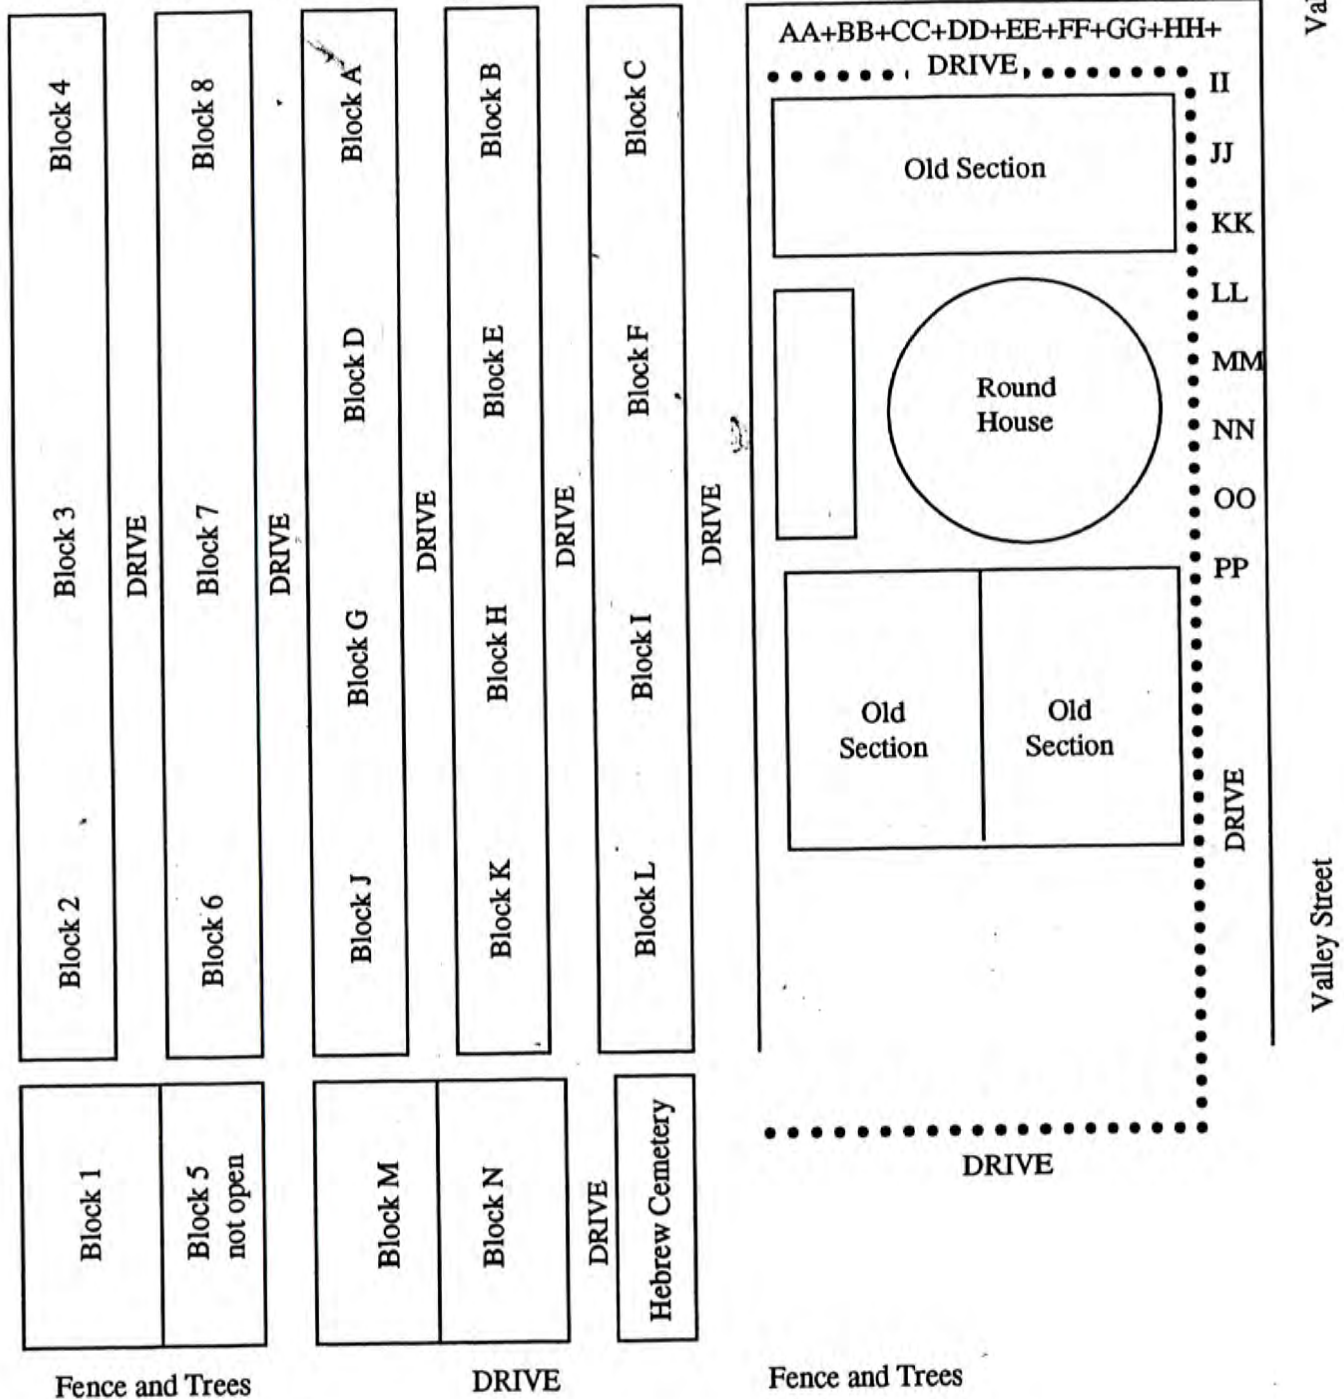 Block 4
Block 8
Block A
Block B
Block C
AA+BB+CC+DD+EE+FF+GG+HH+
DRIVE
II
JJ
KK
LL
MM
NN
OO
PP
Old Section
Block D
Block E
Block F
Round
House
Block 3
DRIVE
Block 7
DRIVE
DRIVE
DRIVE
DRIVE
Block G
Block H
Block I
Old
Section
Old
Section
DRIVE
Block 2
Block 6
Block J
Block K
Block L
Valley Street
DRIVE
Block 1
Block 5
not open
Block M
Block N
DRIVE
Hebrew Cemetery
Fence and Trees
DRIVE
Fence and Trees